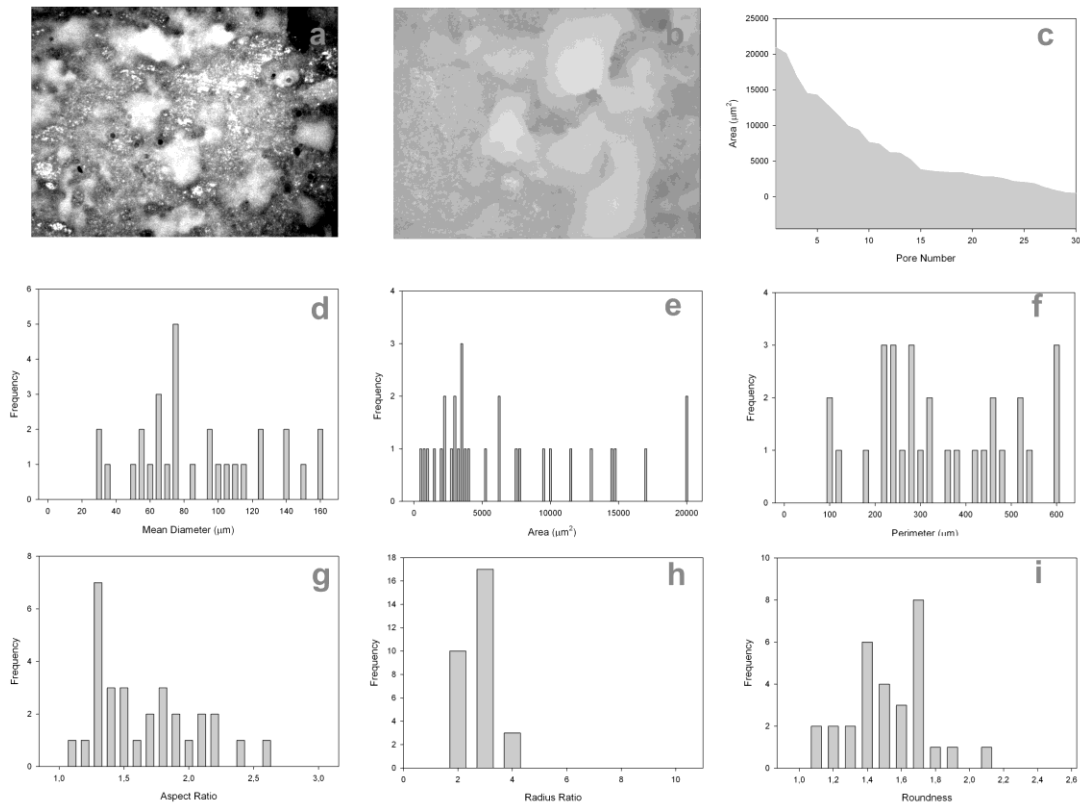 a
b
c
25000
20000
15000
10000
5000
0
Area (μm²)
5 10 15 20 25 30
Pore Number
d
6
5
4
3
2
1
0
Frequency
0 20 40 60 80 100 120 140 160
Mean Diameter (μm)
e
4
3
2
1
0
Frequency
0 5000 10000 15000 20000
Area (μm²)
f
4
3
2
1
0
Frequency
0 100 200 300 400 500 600
Perimeter (μm)
g
8
6
4
2
0
Frequency
1,0 1,5 2,0 2,5 3,0
Aspect Ratio
h
18
16
14
12
10
8
6
4
2
0
Frequency
0 2 4 6 8 10
Radius Ratio
i
10
8
6
4
2
0
Frequency
1,0 1,2 1,4 1,6 1,8 2,0 2,2 2,4 2,6
Roundness